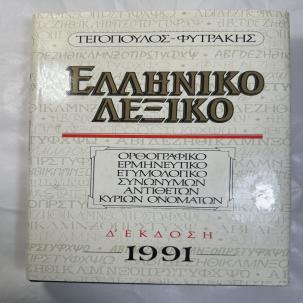 ΤΕΓΟΠΟΥΛΟΣ-ΦΥΤΡΑΚΗΣ
ΕΛΛΗΝΙΚΟ
ΛΕΞΙΚΟ
ΟΡΘΟΓΡΑΦΙΚΟ
ΕΡΜΗΝΕΥΤΙΚΟ
ΕΤΥΜΟΛΟΓΙΚΟ
ΣΥΝΩΝΥΜΩΝ
ΑΝΤΙΘΕΤΩΝ
ΚΥΡΙΩΝ ΟΝΟΜΑΤΩΝ
Δ΄ ΕΚΔΟΣΗ
1991